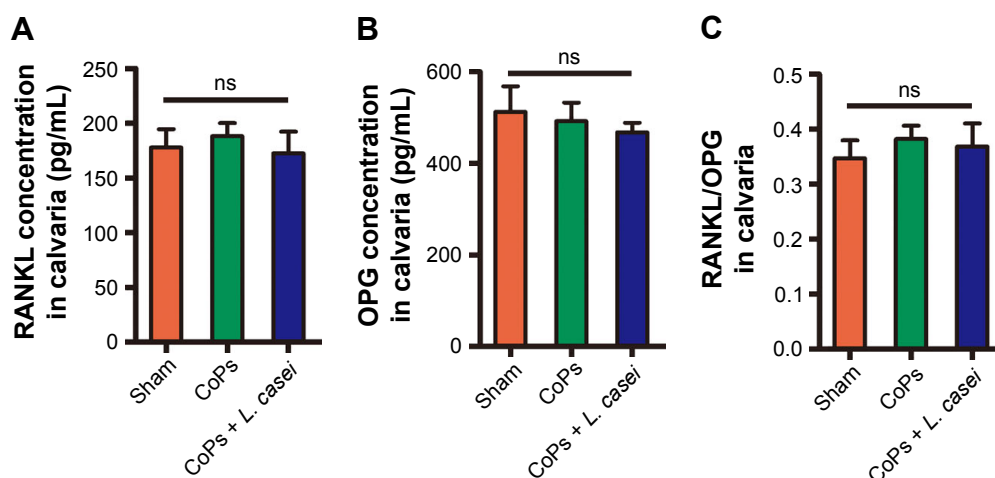 A
RANKL concentration
in calvaria (pg/mL)
250
200
150
100
50
0
ns
Sham
CoPs
CoPs + L. casei
B
OPG concentration
in calvaria (pg/mL)
600
400
200
0
ns
Sham
CoPs
CoPs + L. casei
C
RANKL/OPG
in calvaria
0.5
0.4
0.3
0.2
0.1
0.0
ns
Sham
CoPs
CoPs + L. casei